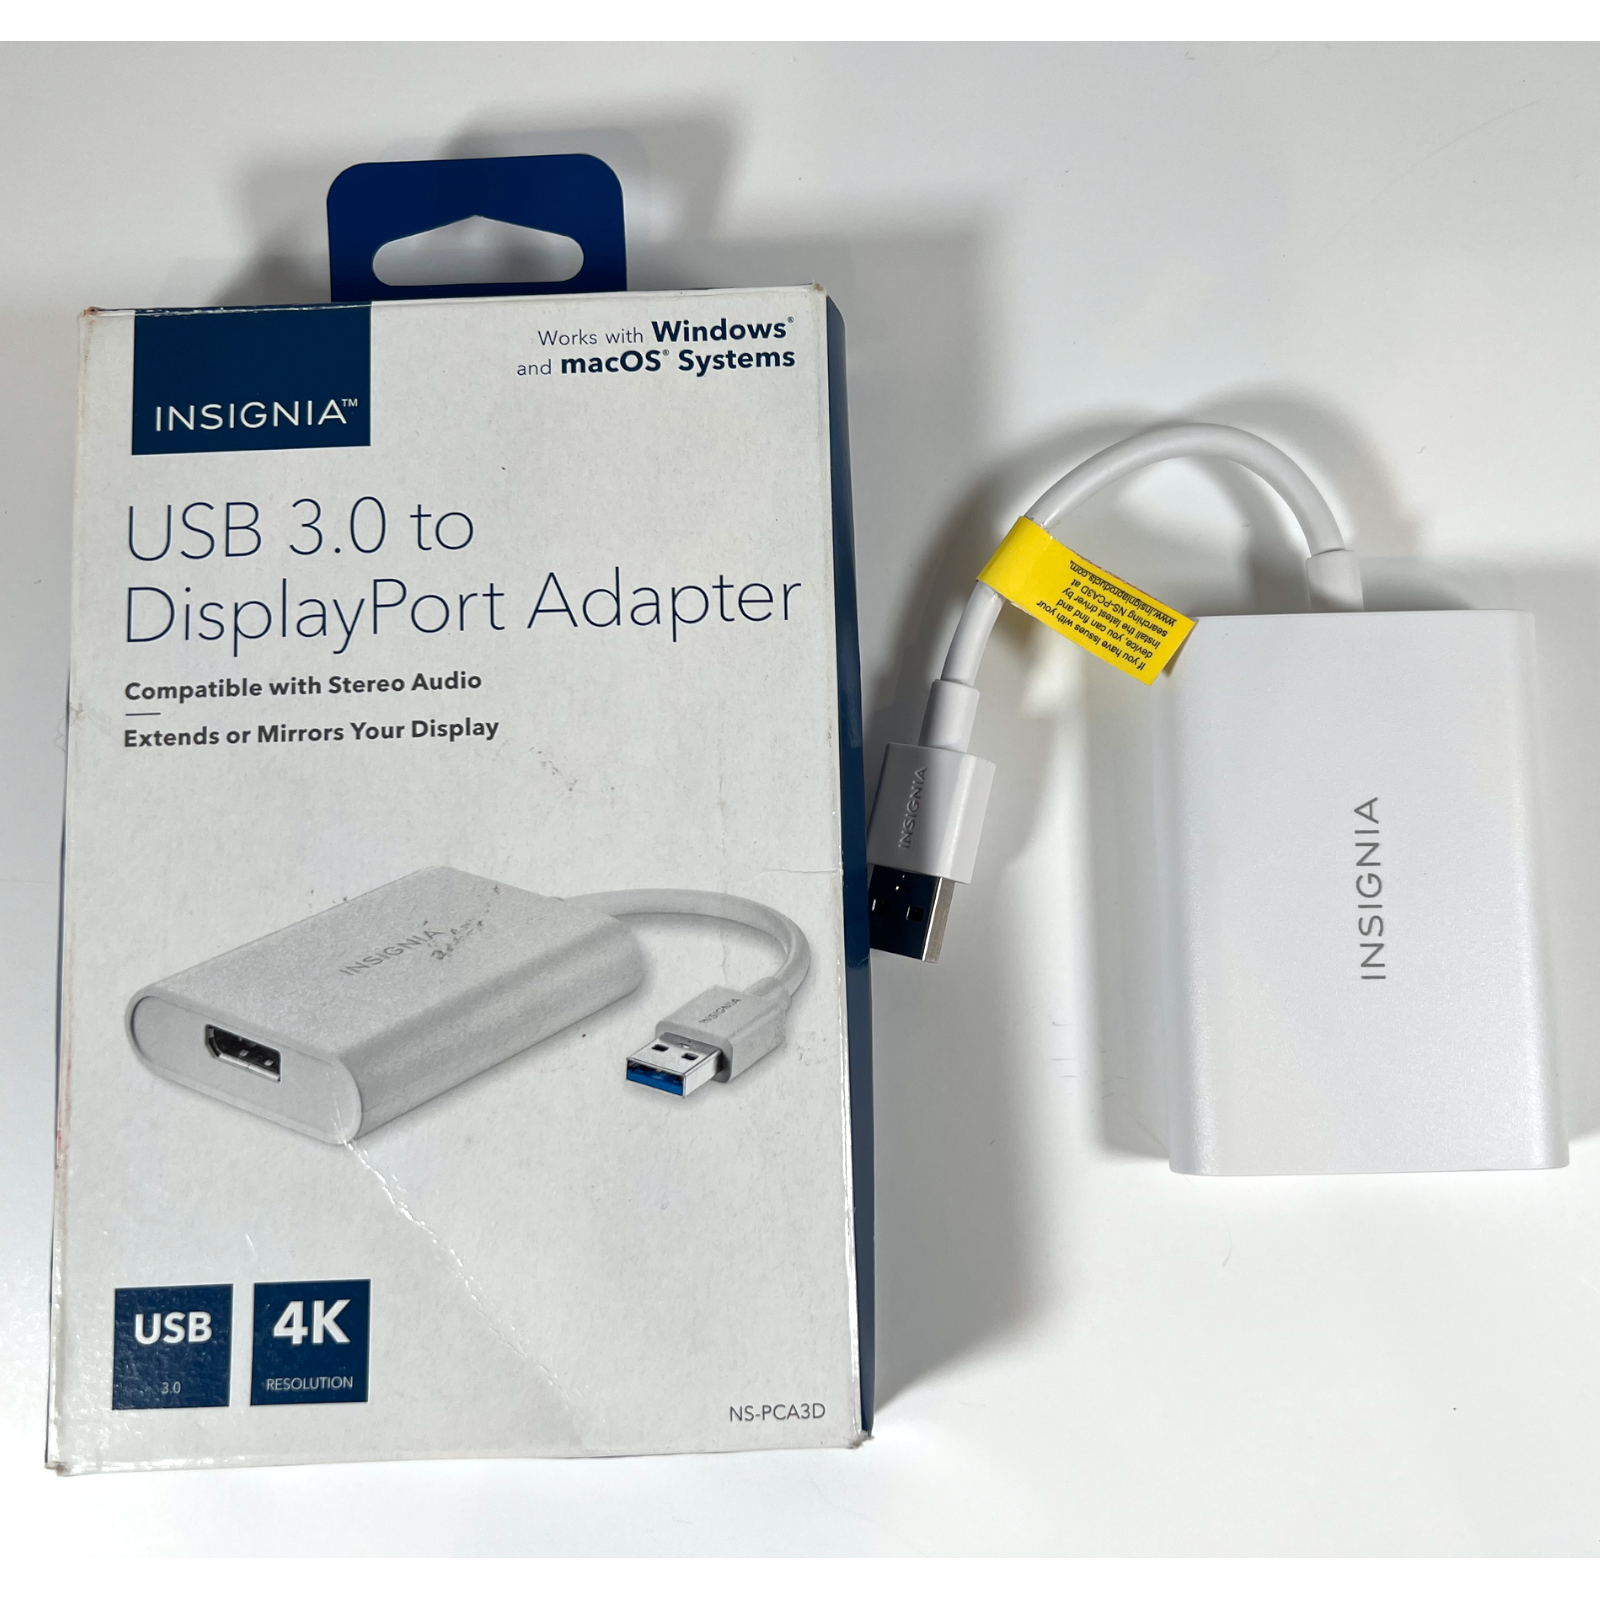 INSIGNIA™
Works with Windows®
and macOS® Systems
USB 3.0 to
DisplayPort Adapter
Compatible with Stereo Audio
Extends or Mirrors Your Display
INSIGNIA
INSIGNIA
USB
3.0
4K
RESOLUTION
NS-PCA3D
If you have issues with your
device, you can find and
install the latest driver by
searching NS-PCA3D at
www.insigniaproducts.com.
INSIGNIA
INSIGNIA